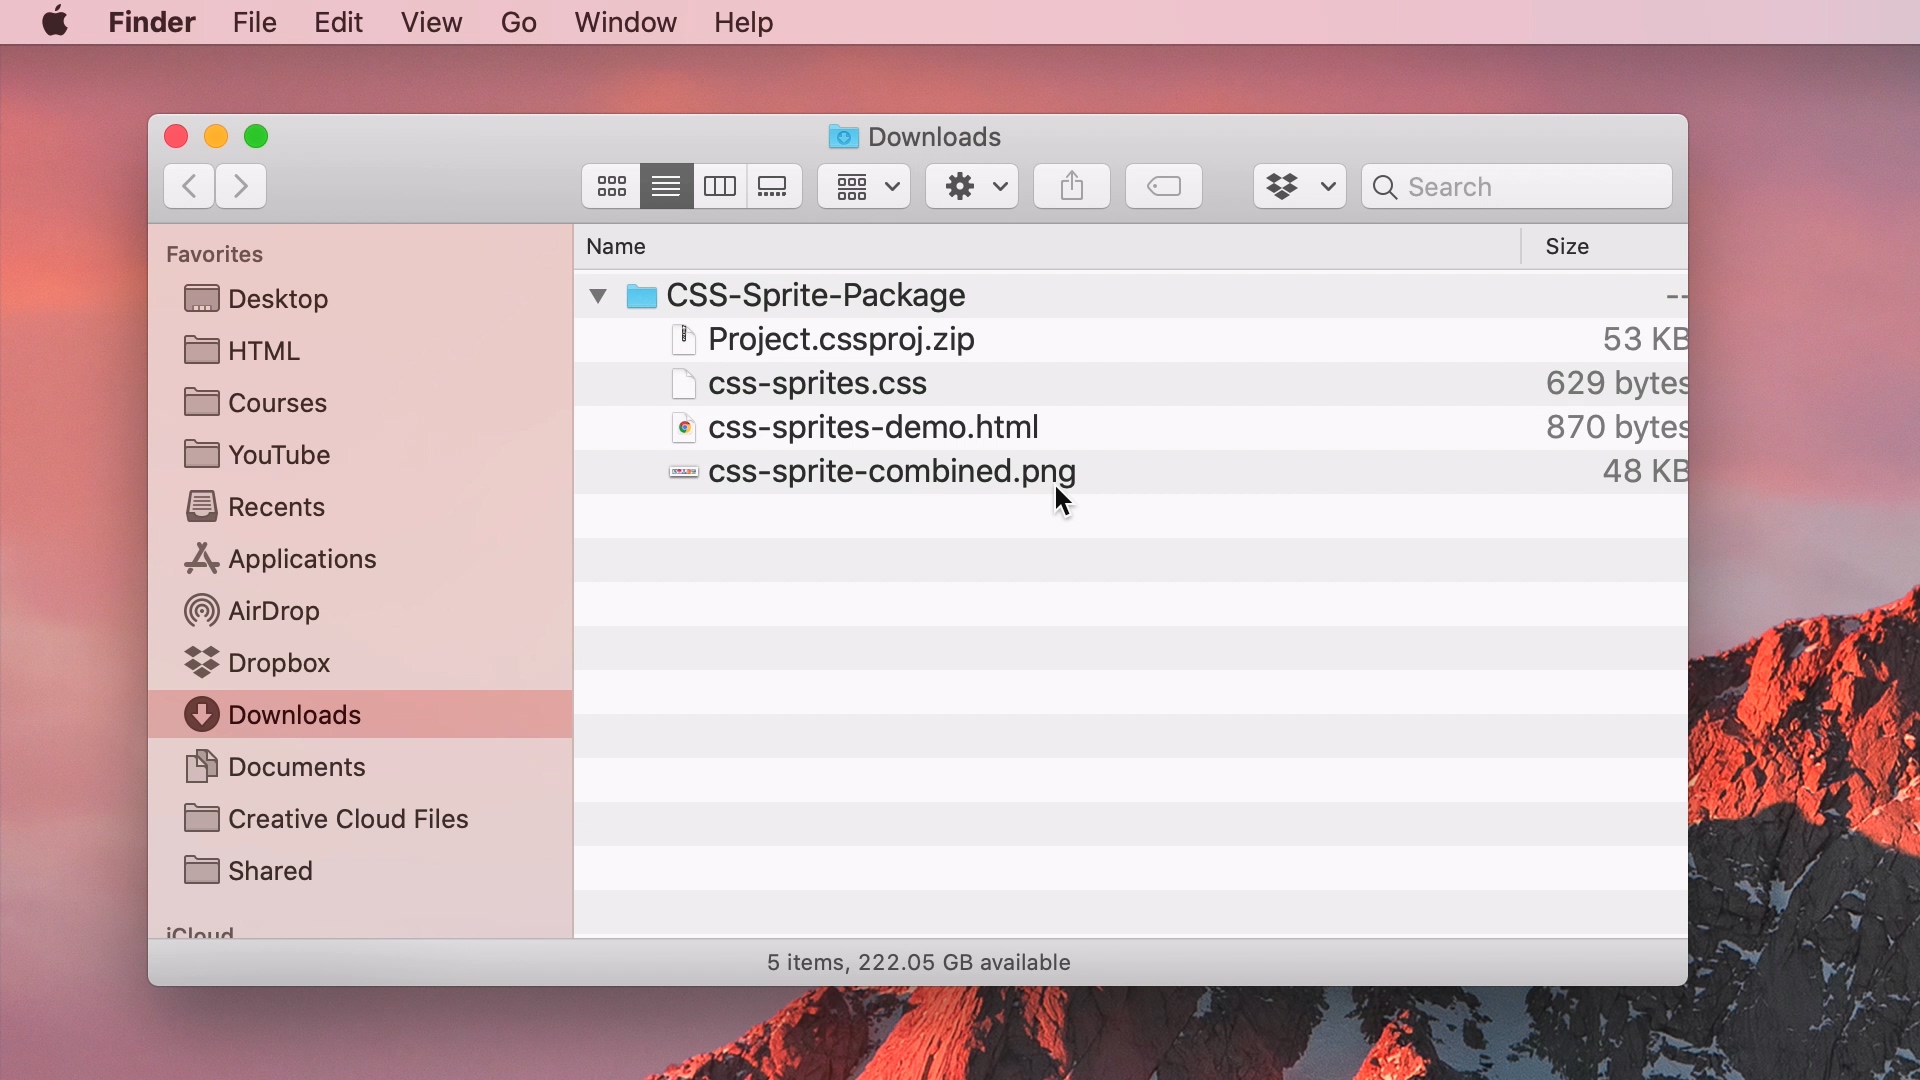 Finder File Edit View Go Window Help
Downloads
Search
Favorites
Desktop
HTML
Courses
YouTube
Recents
Applications
AirDrop
Dropbox
Downloads
Documents
Creative Cloud Files
Shared
iCloud
Name Size
CSS-Sprite-Package --
Project.cssproj.zip 53 KB
css-sprites.css 629 bytes
css-sprites-demo.html 870 bytes
css-sprite-combined.png 48 KB
5 items, 222.05 GB available